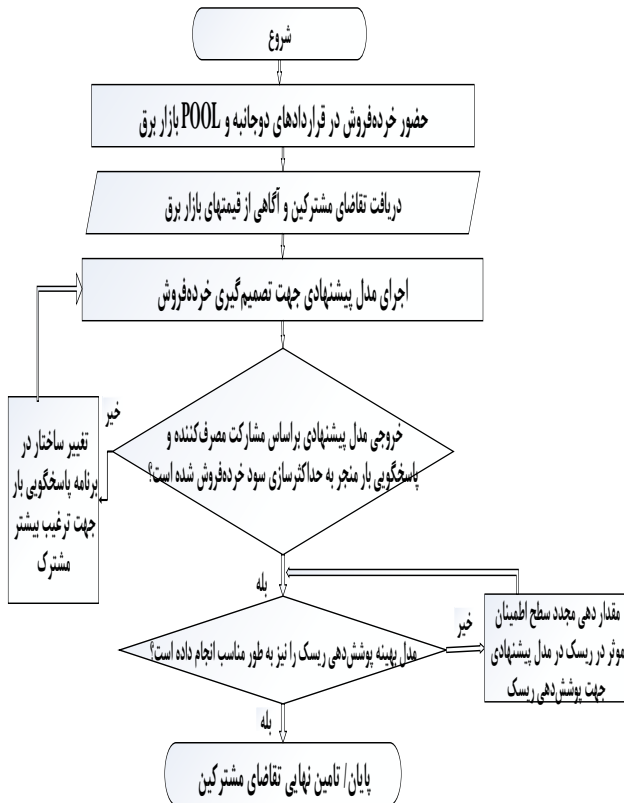 شروع
حضور خرده‌فروش در قراردادهای دوجانبه و POOL بازار برق
دریافت تقاضای مشترکین و آگاهی از قیمتهای بازار برق
اجرای مدل پیشنهادی جهت تصمیم‌گیری خرده‌فروش
خروجی مدل پیشنهادی براساس مشارکت مصرف‌کننده و
پاسخگویی بار منجر به حداکثرسازی سود خرده‌فروش شده است؟
خیر
تغییر ساختار در
برنامه پاسخگویی بار
جهت ترغیب بیشتر
مشترک
بله
مدل بهینه پوشش‌دهی ریسک را نیز به طور مناسب انجام داده است؟
خیر
مقدار دهی مجدد سطح اطمینان
موثر در ریسک در مدل پیشنهادی
جهت پوشش‌دهی ریسک
بله
پایان/ تامین نهایی تقاضای مشترکین